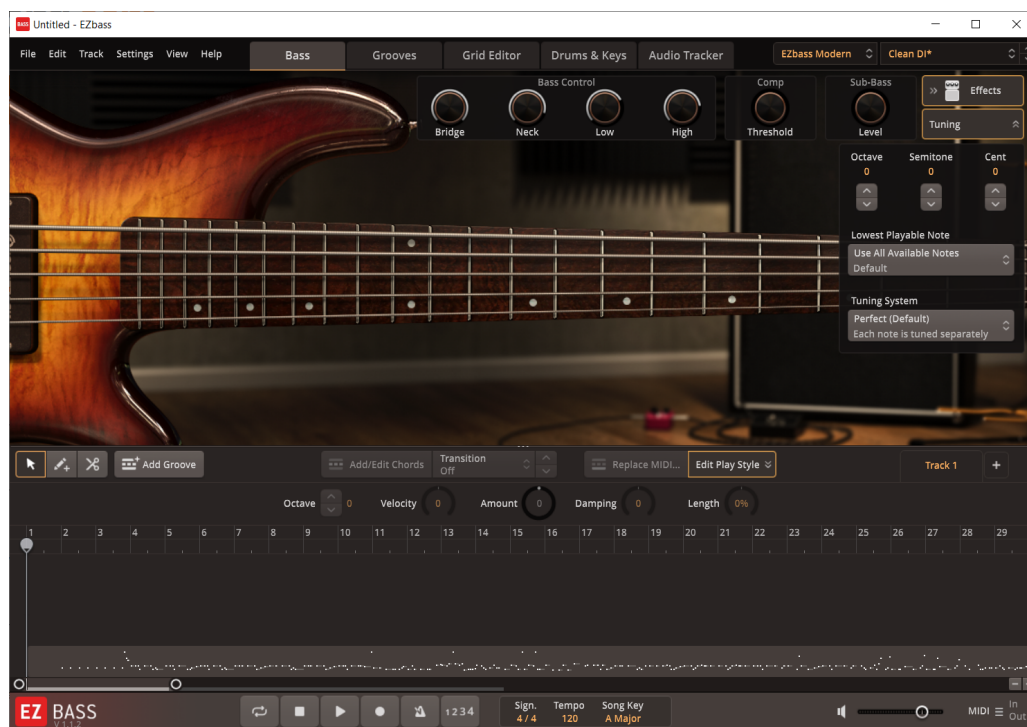 BASS Untitled - EZbass
File Edit Track Settings View Help Bass Grooves Grid Editor Drums & Keys Audio Tracker EZbass Modern Clean DI*
Bass Control Comp Sub-Bass
Effects
Bridge Neck Low High Threshold Level
Tuning
Octave Semitone Cent
0 0 0
Lowest Playable Note
Use All Available Notes
Default
Tuning System
Perfect (Default)
Each note is tuned separately
Add Groove Add/Edit Chords Transition
Off
Replace MIDI... Edit Play Style Track 1 +
Octave 0 Velocity 0 Amount 0 Damping 0 Length 0%
1 2 3 4 5 6 7 8 9 10 11 12 13 14 15 16 17 18 19 20 21 22 23 24 25 26 27 28 29
EZ BASS
V 1.1.2
1234
Sign. Tempo Song Key
4 / 4 120 A Major
MIDI In
Out